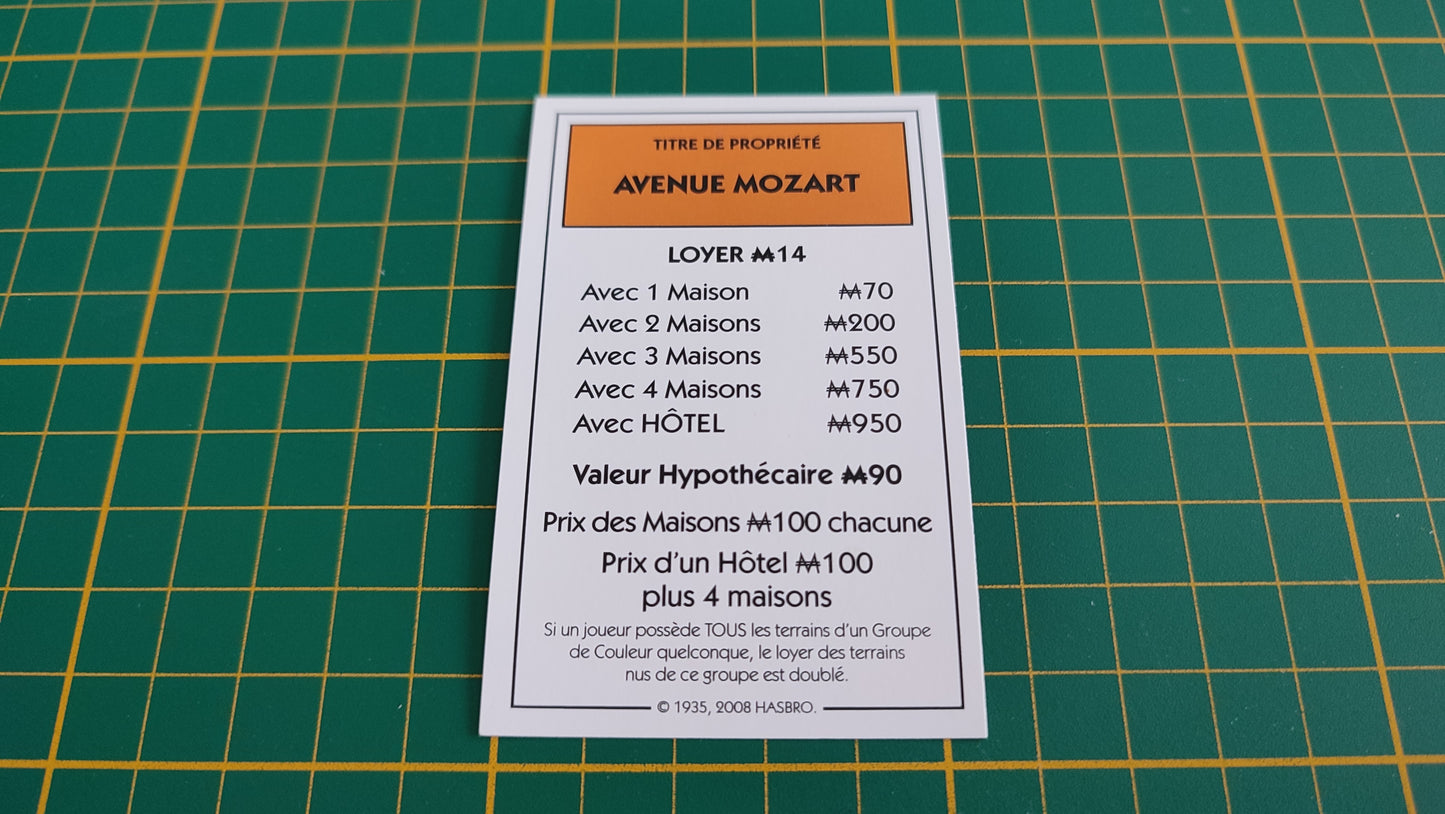 TITRE DE PROPRIÉTÉ
AVENUE MOZART
LOYER ₩14
Avec 1 Maison ₩70
Avec 2 Maisons ₩200
Avec 3 Maisons ₩550
Avec 4 Maisons ₩750
Avec HÔTEL ₩950
Valeur Hypothécaire ₩90
Prix des Maisons ₩100 chacune
Prix d'un Hôtel ₩100
plus 4 maisons
Si un joueur possède TOUS les terrains d'un Groupe
de Couleur quelconque, le loyer des terrains
nus de ce groupe est doublé.
© 1935, 2008 HASBRO.